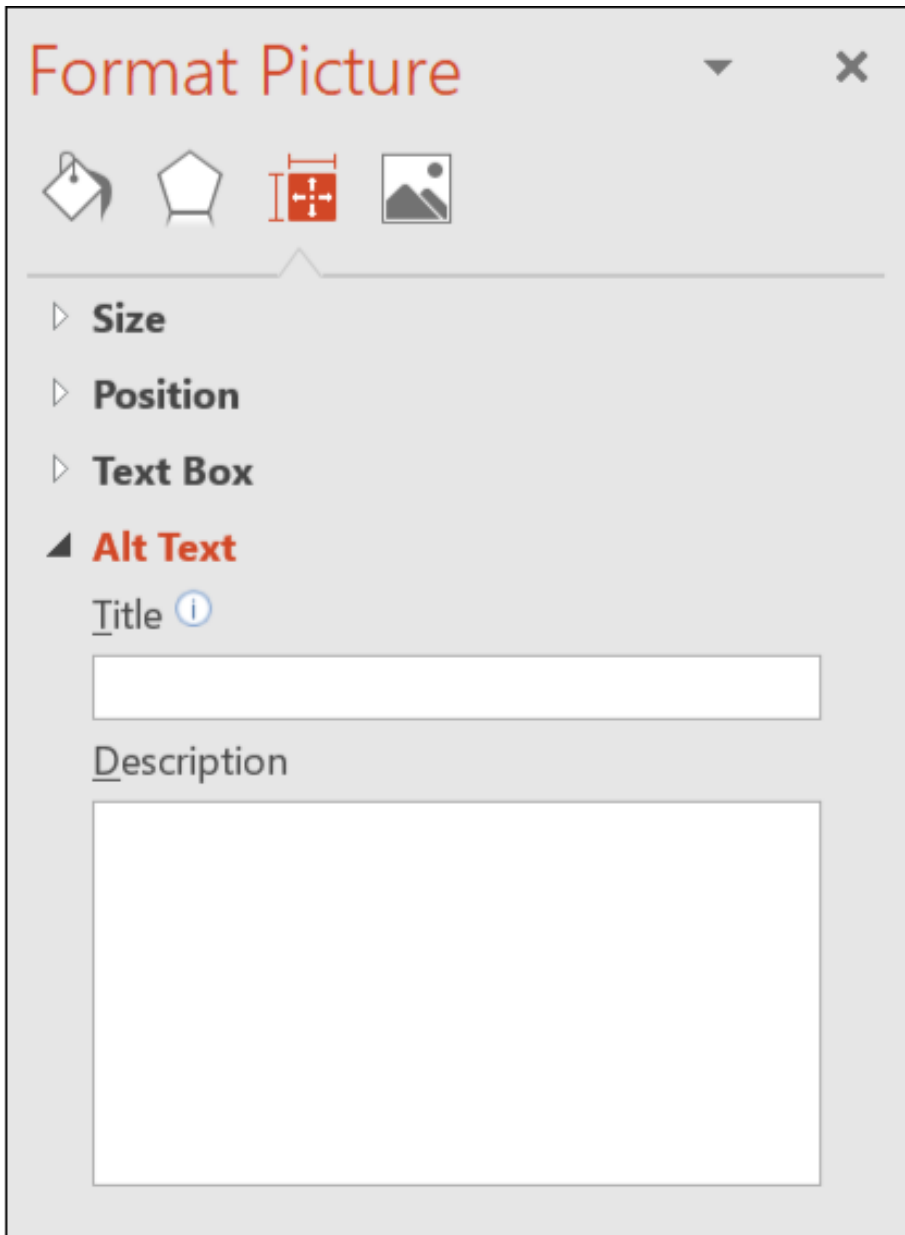 Format Picture
Size
Position
Text Box
Alt Text
Title
Description